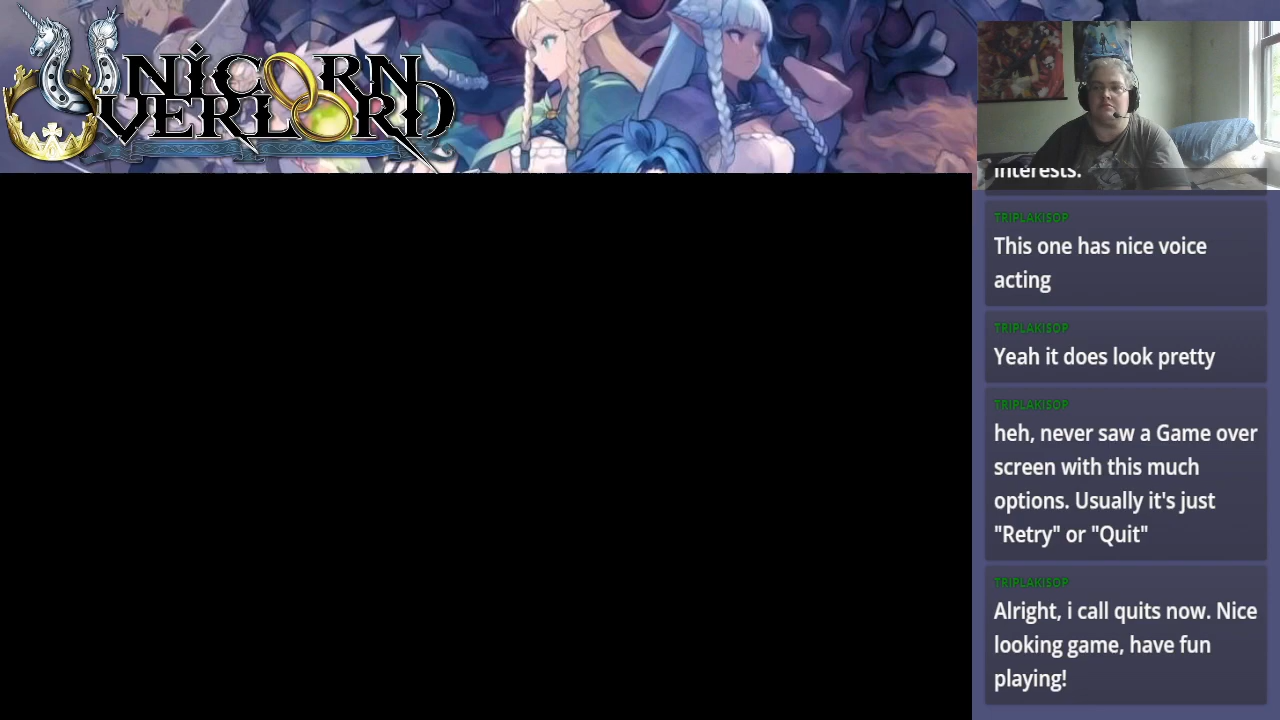 UNICORN
OVERLORD
interests.
TRIPLAKISOP
This one has nice voice
acting
TRIPLAKISOP
Yeah it does look pretty
TRIPLAKISOP
heh, never saw a Game over
screen with this much
options. Usually it's just
"Retry" or "Quit"
TRIPLAKISOP
Alright, i call quits now. Nice
looking game, have fun
playing!